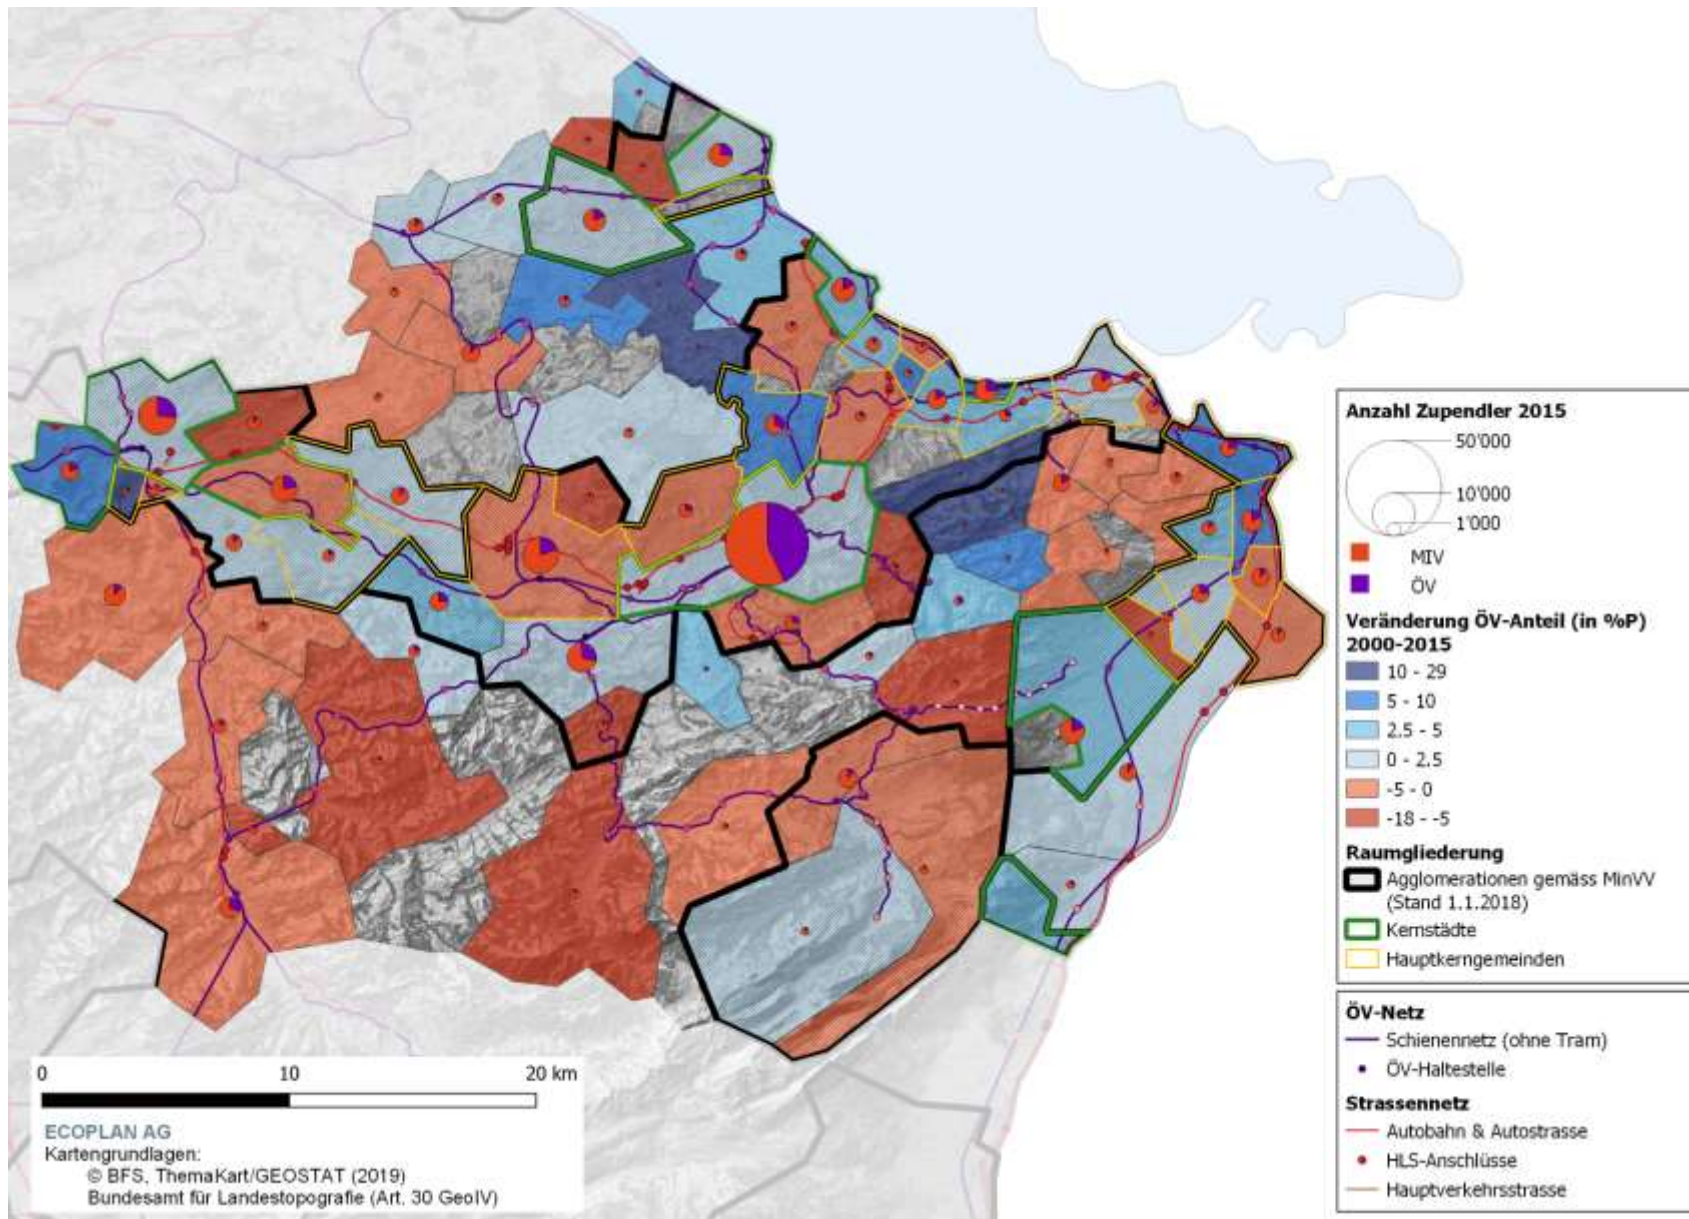 Anzahl Zupendler 2015
50'000
10'000
1'000
MIV
ÖV
Veränderung ÖV-Anteil (in %P)
2000-2015
10 - 29
5 - 10
2.5 - 5
0 - 2.5
-5 - 0
-18 - -5
Raumgliederung
Agglomerationen gemäss MinVV
(Stand 1.1.2018)
Kernstädte
Hauptkerngemeinden
ÖV-Netz
Schienennetz (ohne Tram)
ÖV-Haltestelle
Strassennetz
Autobahn & Autostrasse
HLS-Anschlüsse
Hauptverkehrsstrasse
0 10 20 km
ECOPLAN AG
Kartengrundlagen:
© BFS, ThemaKart/GEOSTAT (2019)
Bundesamt für Landestopografie (Art. 30 GeoIV)